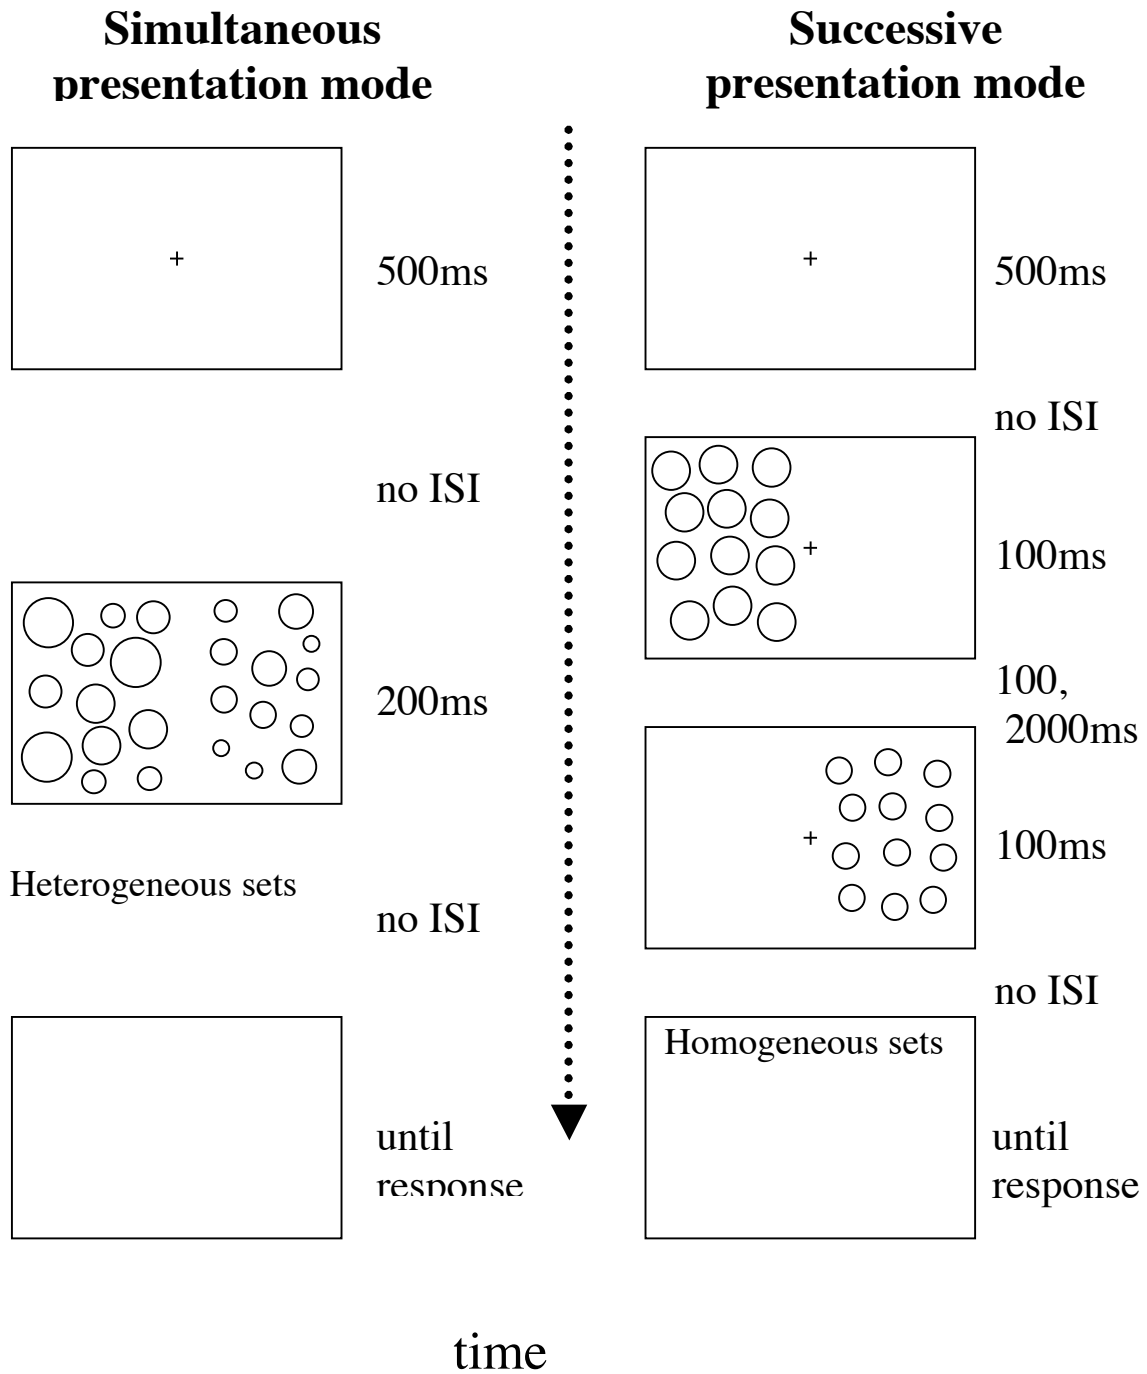 Simultaneous
presentation mode
500ms
no ISI
200ms
Heterogeneous sets
no ISI
until
response
Successive
presentation mode
500ms
no ISI
100ms
100,
2000ms
100ms
no ISI
Homogeneous sets
until
response
time